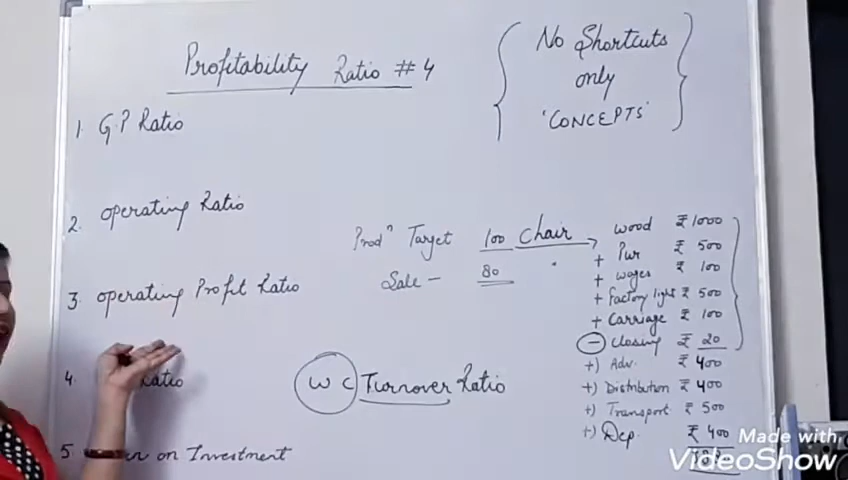 Profitability Ratio #4
No Shortcuts
only
'CONCEPTS'
1. G.P Ratio
2. Operating Ratio
3. Operating Profit Ratio
4. Ratio
5 on Investment
Prodⁿ Target 100 Chair
Sale - 80
WC Turnover Ratio
wood ₹ 1000
+ Pur ₹ 500
+ wages ₹ 100
+ Factory light ₹ 500
+ Carriage ₹ 100
- Closing ₹ 20
+) Adv. ₹ 400
+) Distribution ₹ 400
+) Transport ₹ 500
+) Dep. ₹ 400
Made with
VideoShow